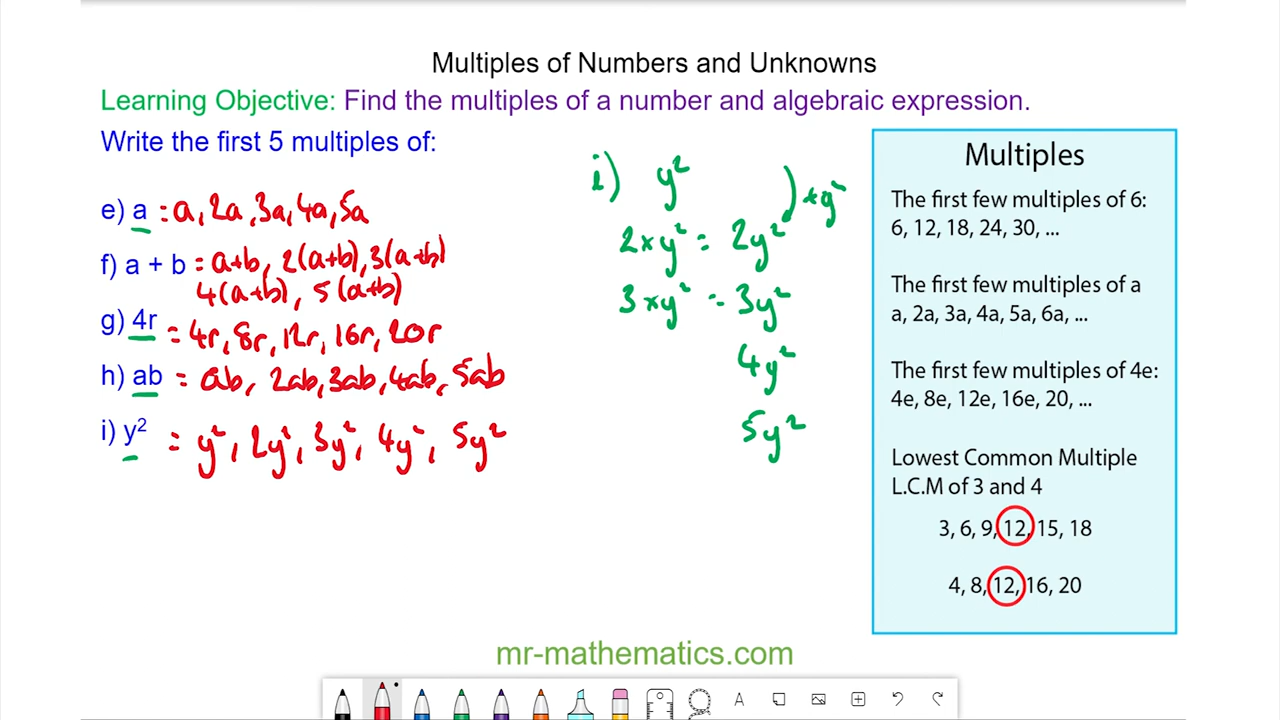 Multiples of Numbers and Unknowns
Learning Objective: Find the multiples of a number and algebraic expression.
Write the first 5 multiples of:
e) a = a, 2a, 3a, 4a, 5a
f) a + b = a+b, 2(a+b), 3(a+b)
4(a+b), 5(a+b)
g) 4r = 4r, 8r, 12r, 16r, 20r
h) ab = ab, 2ab, 3ab, 4ab, 5ab
i) y² = y², 2y², 3y², 4y², 5y²
i) y² ) +y²
2×y² = 2y²
3×y² = 3y²
4y²
5y²
Multiples
The first few multiples of 6:
6, 12, 18, 24, 30, ...
The first few multiples of a
a, 2a, 3a, 4a, 5a, 6a, ...
The first few multiples of 4e:
4e, 8e, 12e, 16e, 20, ...
Lowest Common Multiple
L.C.M of 3 and 4
3, 6, 9, 12, 15, 18
4, 8, 12, 16, 20
mr-mathematics.com
A